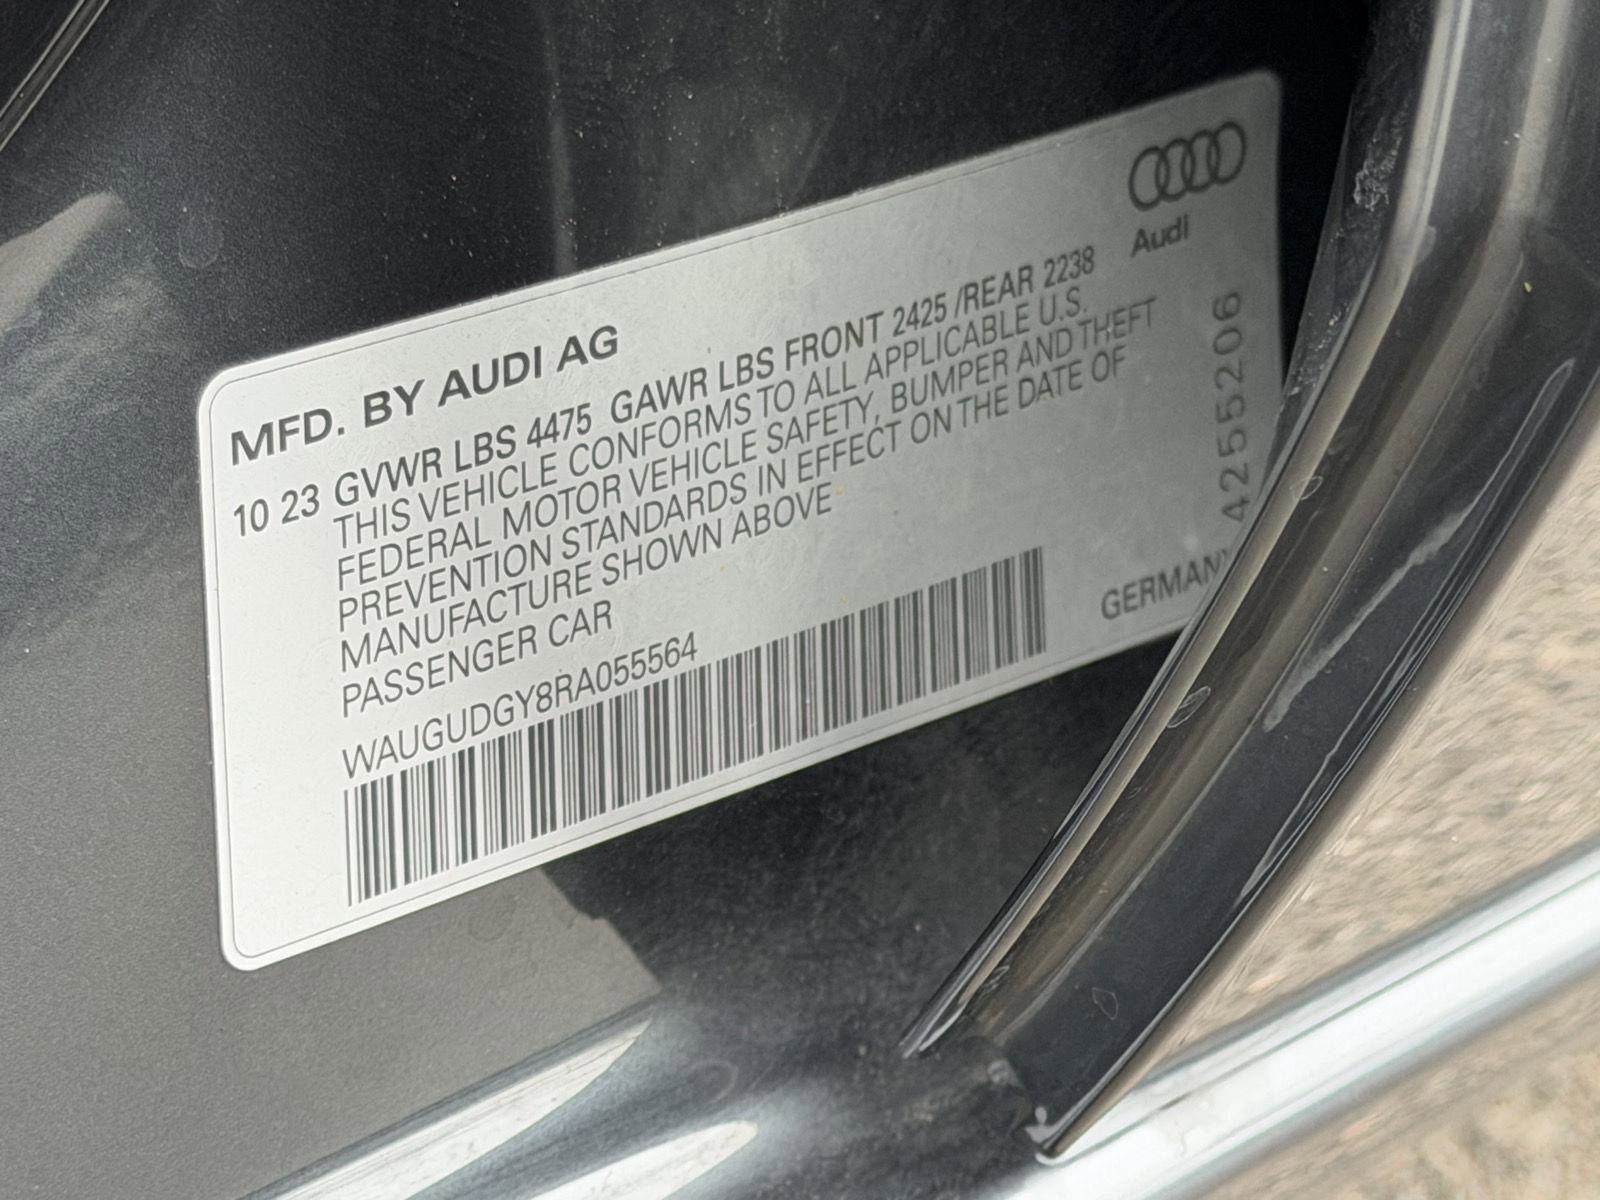 Audi
MFD. BY AUDI AG
10 23 GVWR LBS 4475 GAWR LBS FRONT 2425 /REAR 2238
THIS VEHICLE CONFORMS TO ALL APPLICABLE U.S.
FEDERAL MOTOR VEHICLE SAFETY, BUMPER AND THEFT
PREVENTION STANDARDS IN EFFECT ON THE DATE OF
MANUFACTURE SHOWN ABOVE
PASSENGER CAR
WAUGUDGY8RA055564
GERMANY
4255206